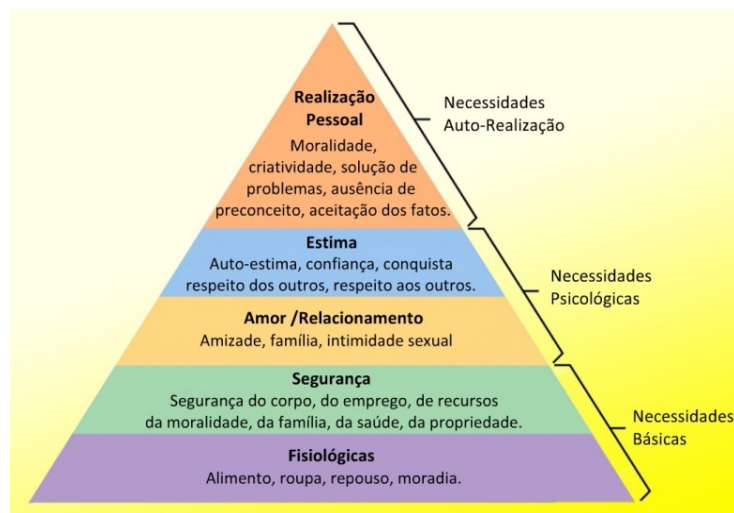 Realização
Pessoal
Moralidade,
criatividade, solução de
problemas, ausência de
preconceito, aceitação dos fatos.
Necessidades
Auto-Realização
Estima
Auto-estima, confiança, conquista
respeito dos outros, respeito aos outros.
Necessidades
Psicológicas
Amor /Relacionamento
Amizade, família, intimidade sexual
Segurança
Segurança do corpo, do emprego, de recursos
da moralidade, da família, da saúde, da propriedade.
Necessidades
Básicas
Fisiológicas
Alimento, roupa, repouso, moradia.